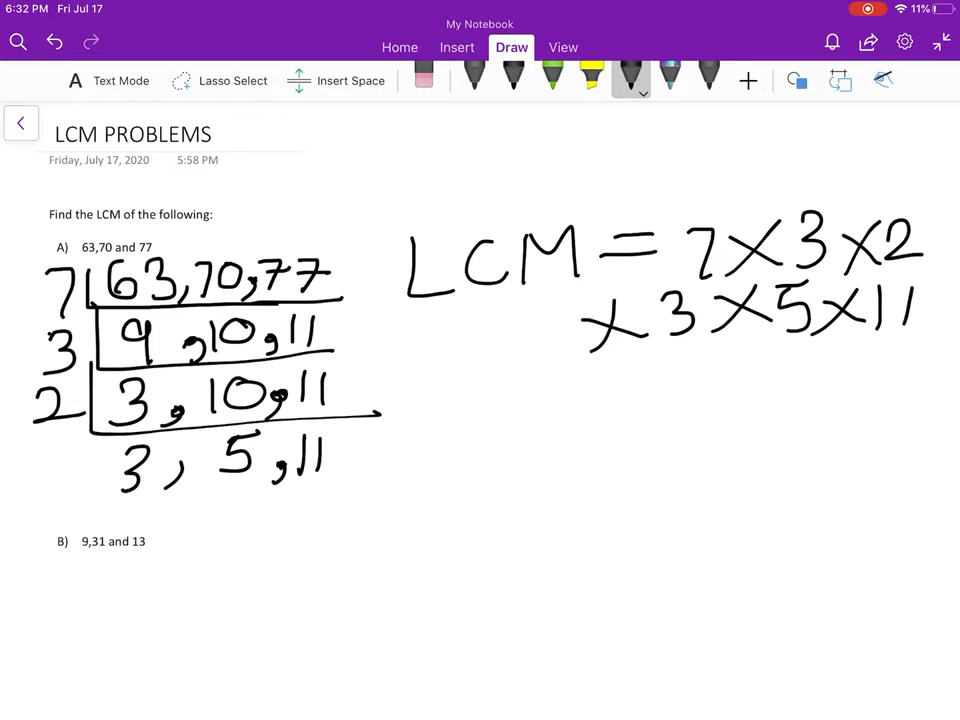 6:32 PM Fri Jul 17
11%
My Notebook
Home Insert Draw View
A Text Mode Lasso Select Insert Space
LCM PROBLEMS
Friday, July 17, 2020 5:58 PM
Find the LCM of the following:
A) 63,70 and 77
7 63,70,77
3 9,10,11
2 3,10,11
3, 5,11
LCM = 7×3×2
×3×5×11
B) 9,31 and 13